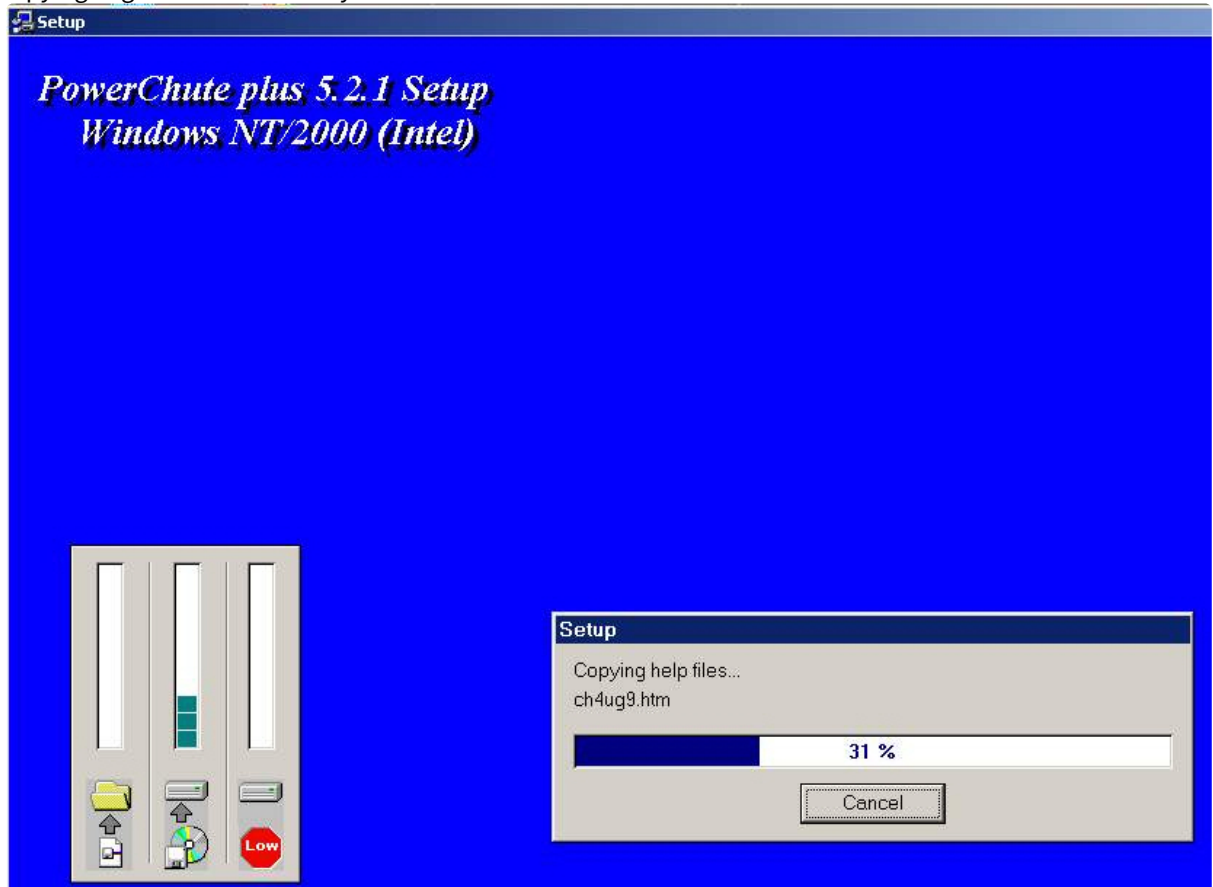 Setup
PowerChute plus 5.2.1 Setup
Windows NT/2000 (Intel)
Setup
Copying help files...
ch4ug9.htm
31 %
Cancel
Low